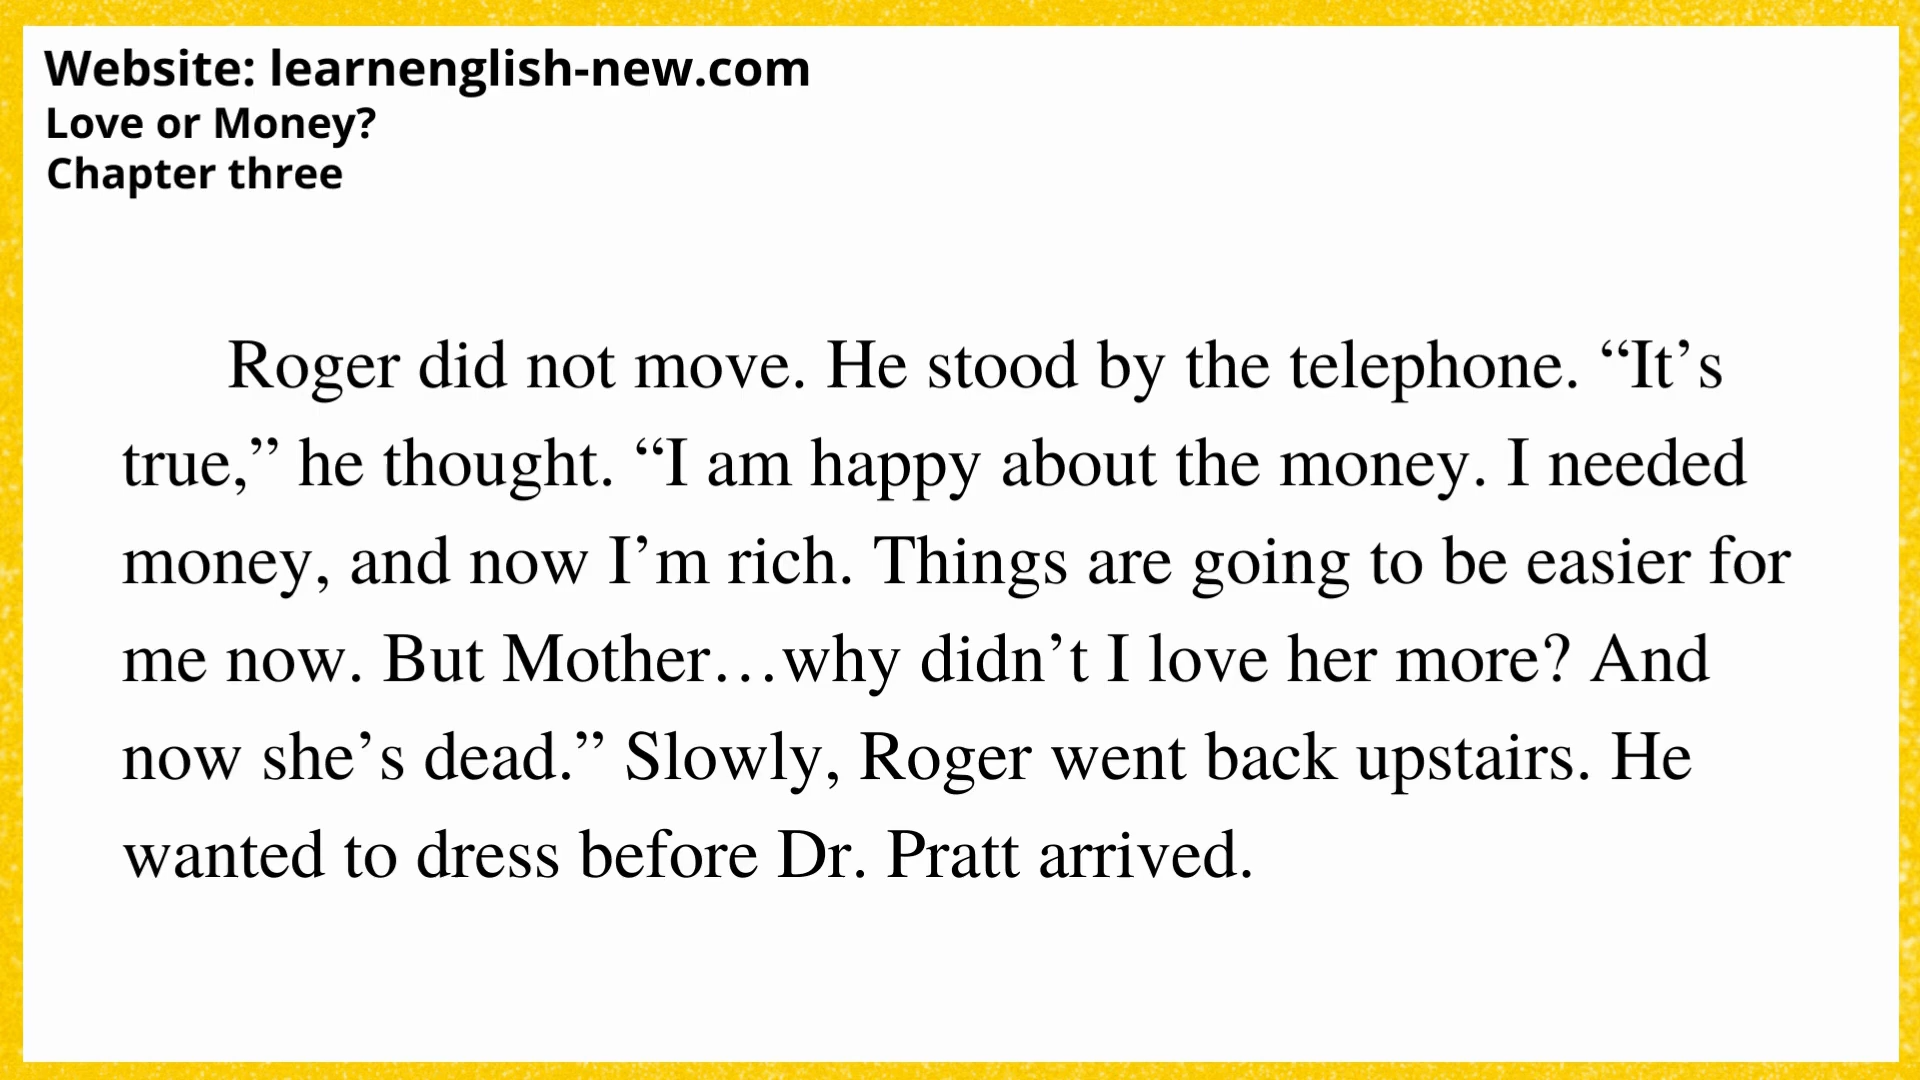 Website: learnenglish-new.com
Love or Money?
Chapter three
Roger did not move. He stood by the telephone. “It’s
true,” he thought. “I am happy about the money. I needed
money, and now I’m rich. Things are going to be easier for
me now. But Mother…why didn’t I love her more? And
now she’s dead.” Slowly, Roger went back upstairs. He
wanted to dress before Dr. Pratt arrived.